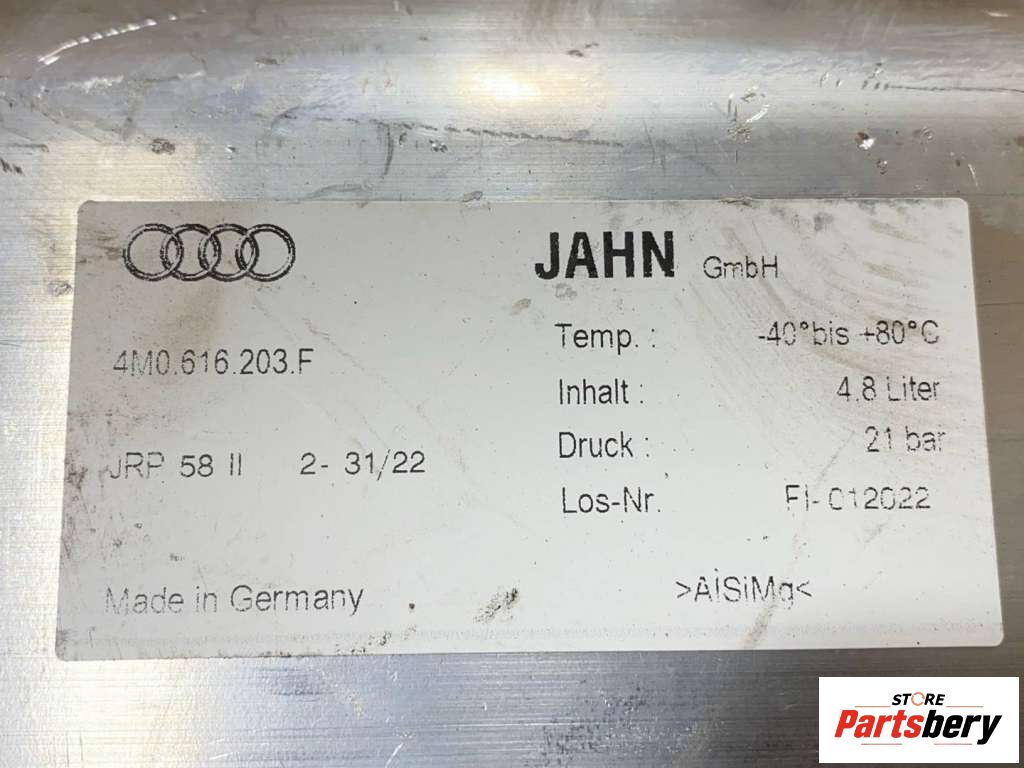 JAHN GmbH
4M0.616.203.F
Temp. : -40°bis +80°C
Inhalt : 4.8 Liter
Druck : 21 bar
JRP 58 II 2- 31/22
Los-Nr. FI-012022
Made in Germany
>AlSiMg<
STORE
Partsbery